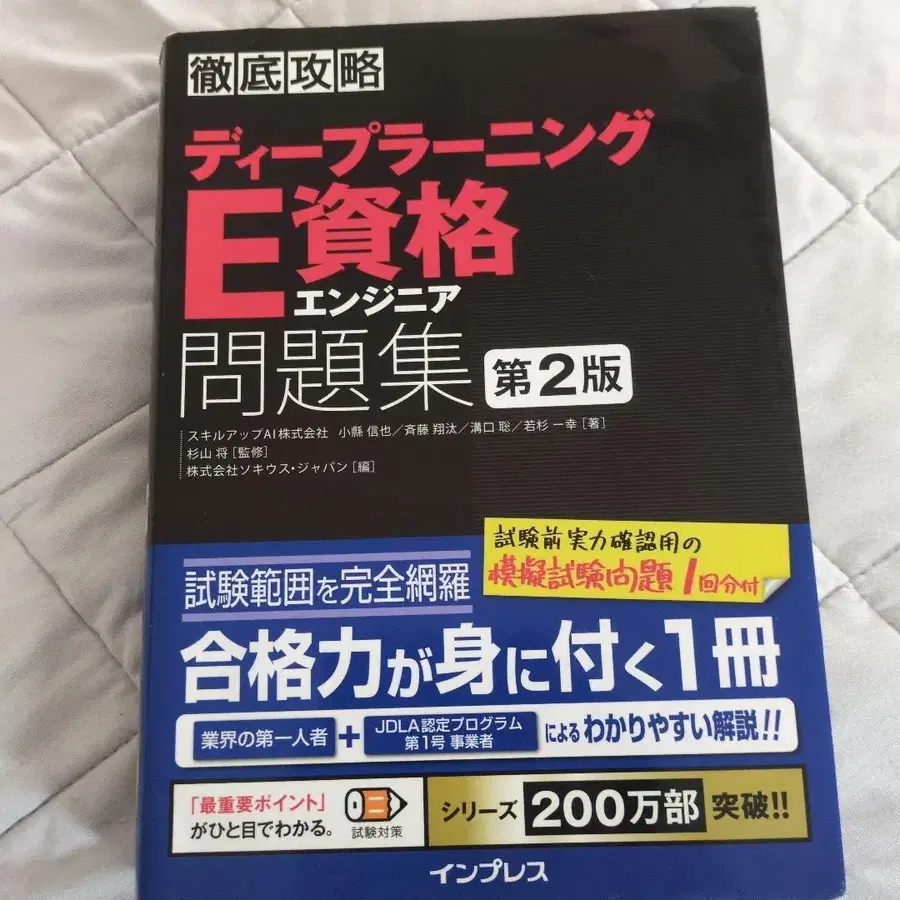 徹底攻略
ディープラーニング
E資格
エンジニア
問題集 第2版
スキルアップAI株式会社 小縣 信也／斉藤 翔汰／溝口 聡／若杉 一幸[著]
杉山 将[監修]
株式会社ソキウス・ジャパン[編]
試験前実力確認用の
模擬試験問題1回分付
試験範囲を完全網羅
合格力が身に付く1冊
業界の第一人者+JDLA認定プログラム
第1号 事業者
によるわかりやすい解説!!
「最重要ポイント」
がひと目でわかる。
試験対策
シリーズ200万部突破!!
インプレス